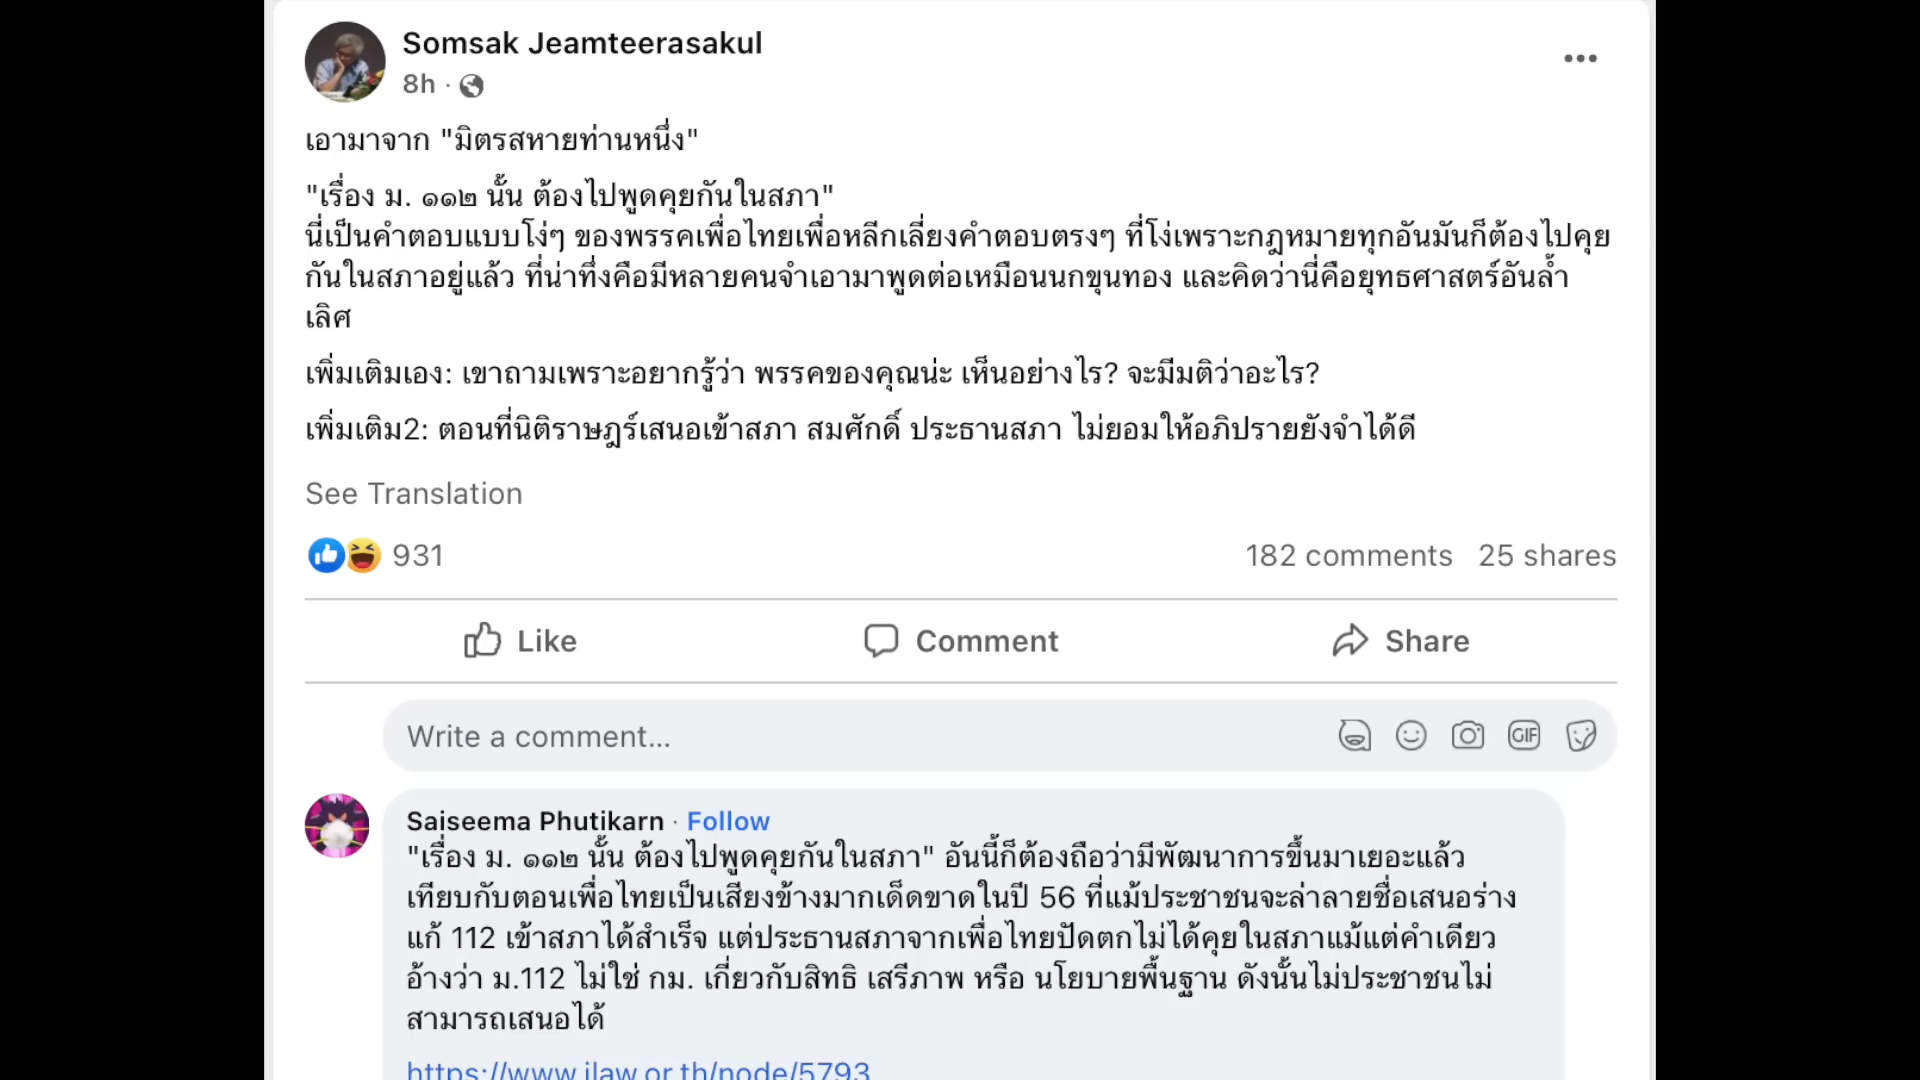 Somsak Jeamteerasakul
8h ·
เอามาจาก "มิตรสหายท่านหนึ่ง"
"เรื่อง ม. ๑๑๒ นั้น ต้องไปพูดคุยกันในสภา"
นี่เป็นคำตอบแบบโง่ๆ ของพรรคเพื่อไทยเพื่อหลีกเลี่ยงคำตอบตรงๆ ที่โง่เพราะกฎหมายทุกอันมันก็ต้องไปคุย
กันในสภาอยู่แล้ว ที่น่าทึ่งคือมีหลายคนจำเอามาพูดต่อเหมือนนกขุนทอง และคิดว่านี่คือยุทธศาสตร์อันล้ำ
เลิศ
เพิ่มเติมเอง: เขาถามเพราะอยากรู้ว่า พรรคของคุณน่ะ เห็นอย่างไร? จะมีมติว่าอะไร?
เพิ่มเติม2: ตอนที่นิติราษฎร์เสนอเข้าสภา สมศักดิ์ ประธานสภา ไม่ยอมให้อภิปรายยังจำได้ดี
See Translation
931 182 comments 25 shares
Like Comment Share
Write a comment...
GIF
Saiseema Phutikarn · Follow
"เรื่อง ม. ๑๑๒ นั้น ต้องไปพูดคุยกันในสภา" อันนี้ก็ต้องถือว่ามีพัฒนาการขึ้นมาเยอะแล้ว
เทียบกับตอนเพื่อไทยเป็นเสียงข้างมากเด็ดขาดในปี 56 ที่แม้ประชาชนจะล่าลายชื่อเสนอร่าง
แก้ 112 เข้าสภาได้สำเร็จ แต่ประธานสภาจากเพื่อไทยปัดตกไม่ได้คุยในสภาแม้แต่คำเดียว
อ้างว่า ม.112 ไม่ใช่ กม. เกี่ยวกับสิทธิ เสรีภาพ หรือ นโยบายพื้นฐาน ดังนั้นไม่ประชาชนไม่
สามารถเสนอได้
https://www.ilaw.or.th/node/5793